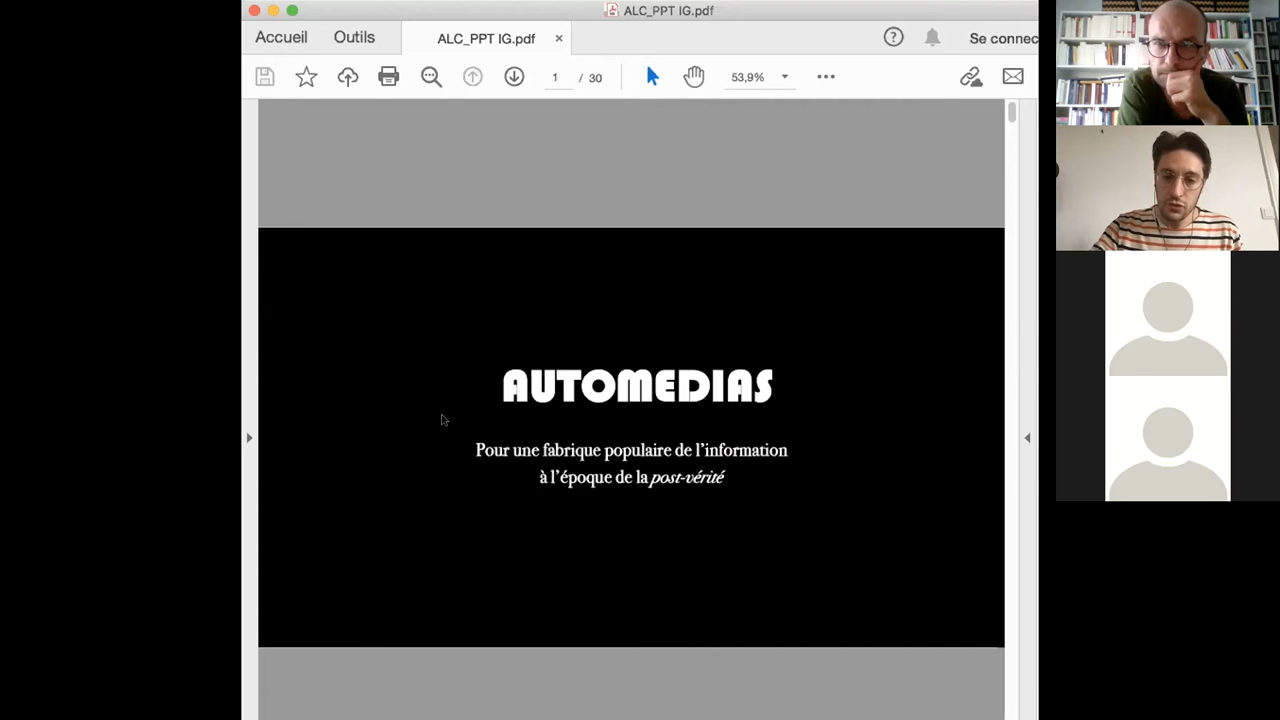 ALC_PPT IG.pdf
Accueil Outils ALC_PPT IG.pdf × ? Se connec
1 / 30 53,9%
AUTOMEDIAS
Pour une fabrique populaire de l'information
à l'époque de la post-vérité